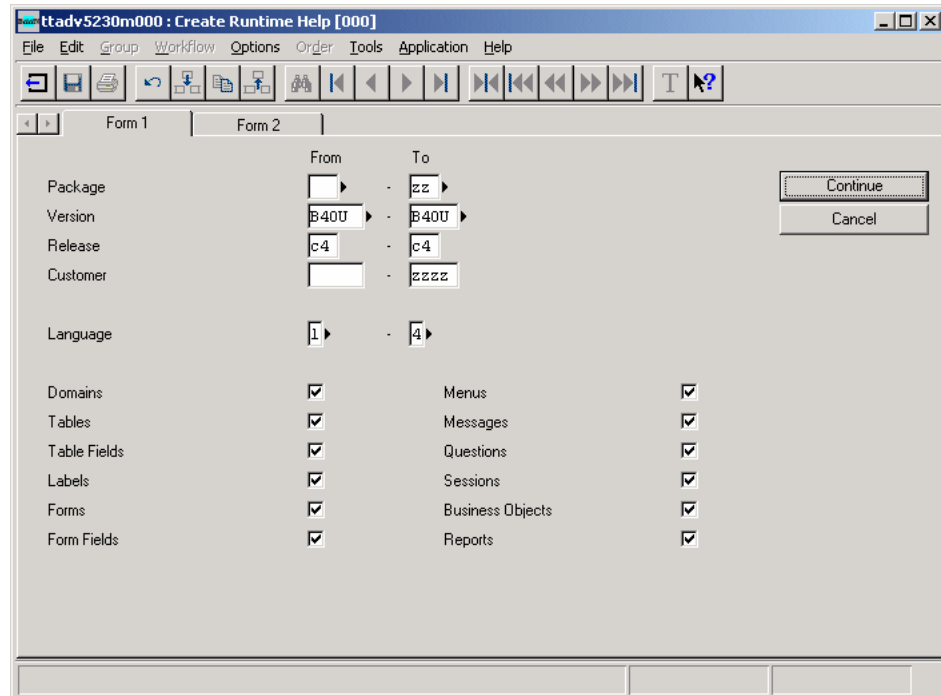 ttadv5230m000 : Create Runtime Help [000]
File Edit Group Workflow Options Order Tools Application Help
T ?
Form 1 Form 2
From To
Package - zz
Continue
Version B40U - B40U
Cancel
Release c4 - c4
Customer - zzzz
Language 1 - 4
Domains Menus
Tables Messages
Table Fields Questions
Labels Sessions
Forms Business Objects
Form Fields Reports